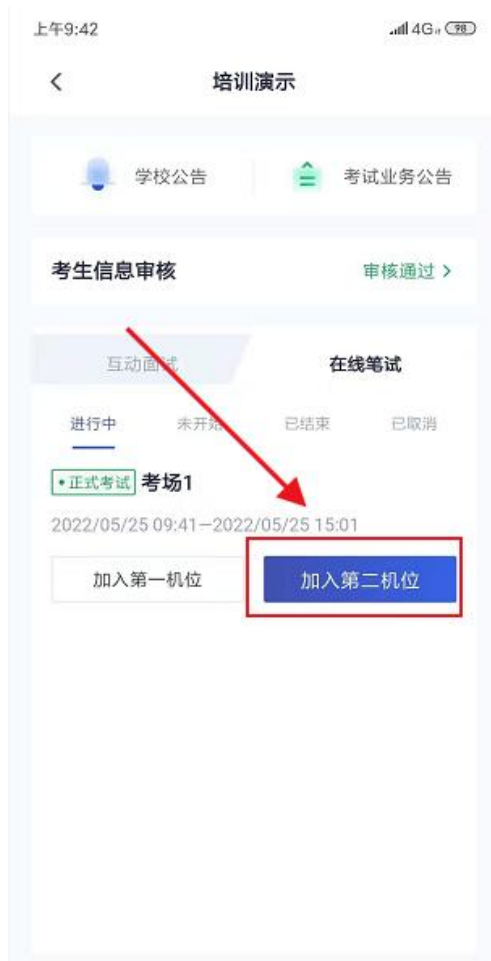 上午9:42 4G 98
培训演示
学校公告 考试业务公告
考生信息审核 审核通过
互动面试 在线笔试
进行中 未开始 已结束 已取消
•正式考试 考场1
2022/05/25 09:41—2022/05/25 15:01
加入第一机位 加入第二机位